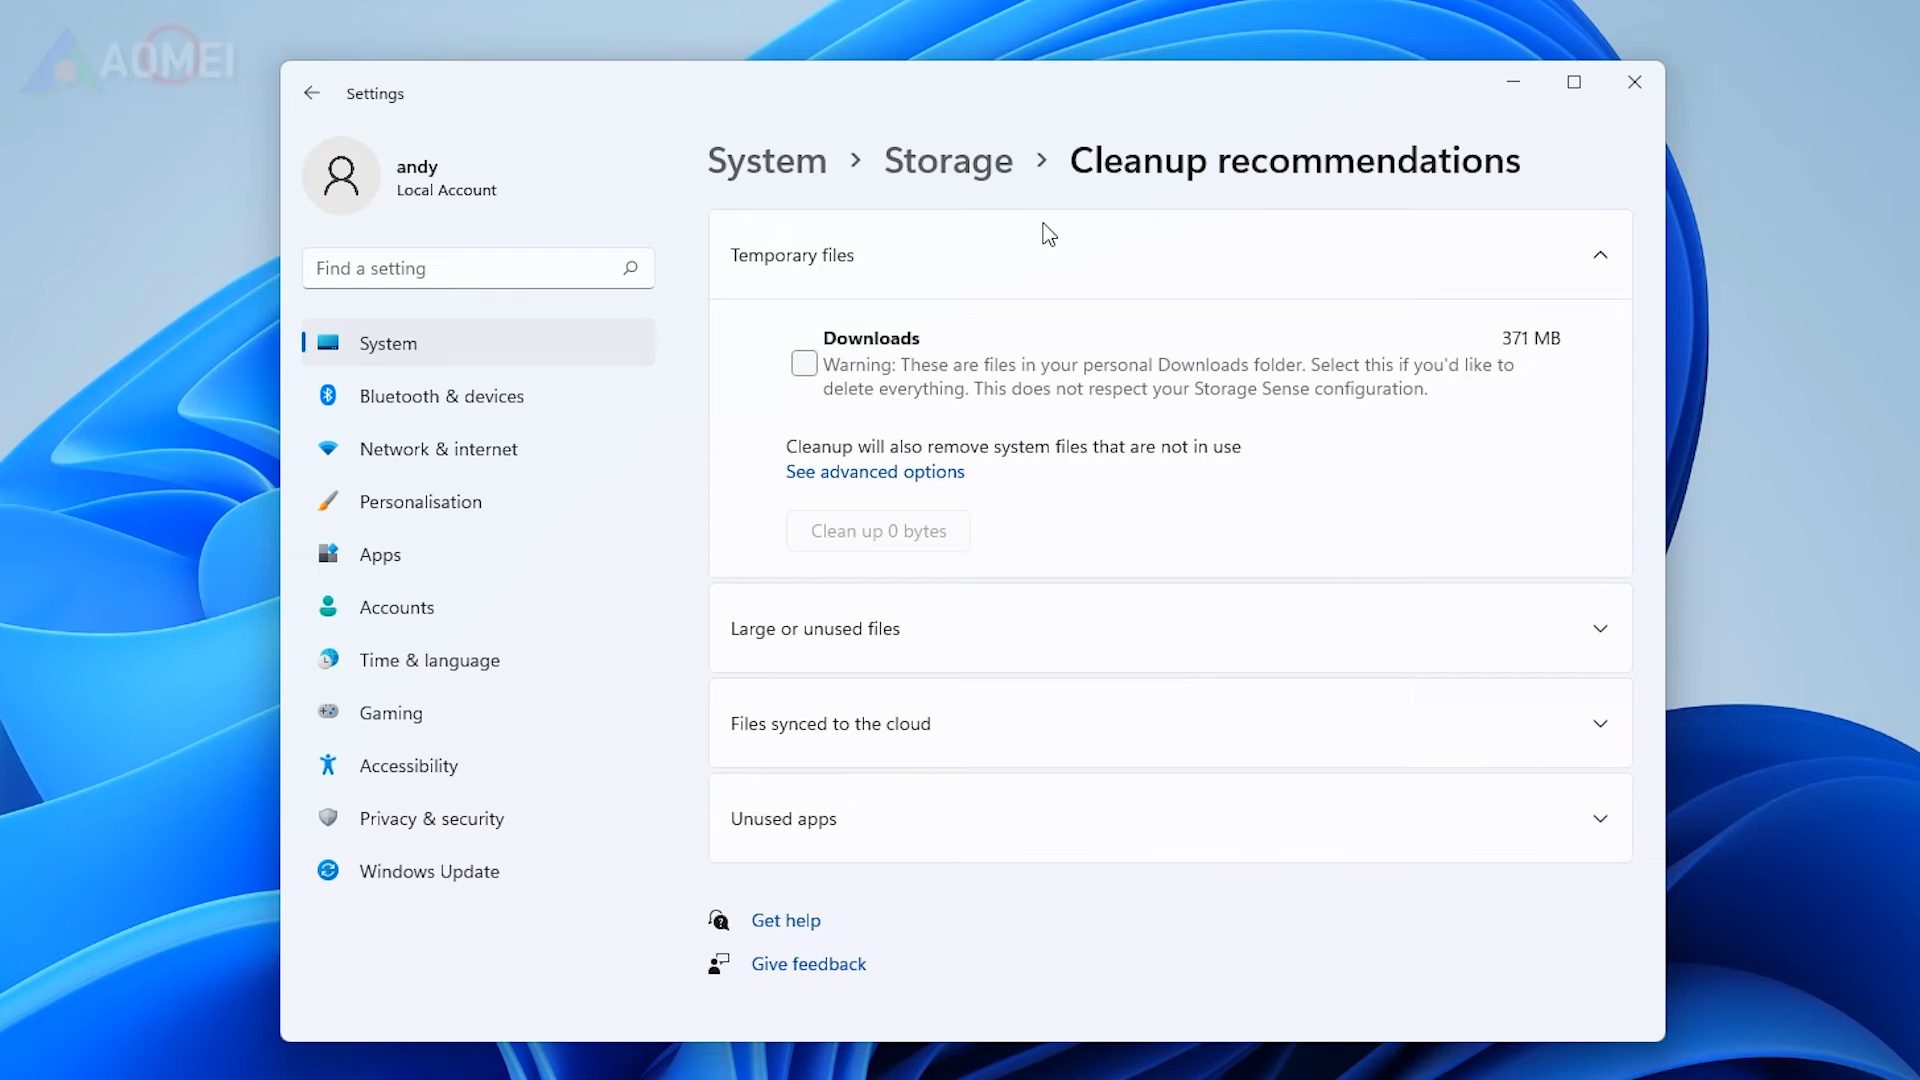 AOMEI
Settings
andy
Local Account
Find a setting
System
Bluetooth & devices
Network & internet
Personalisation
Apps
Accounts
Time & language
Gaming
Accessibility
Privacy & security
Windows Update
System > Storage > Cleanup recommendations
Temporary files
Downloads 371 MB
Warning: These are files in your personal Downloads folder. Select this if you'd like to
delete everything. This does not respect your Storage Sense configuration.
Cleanup will also remove system files that are not in use
See advanced options
Clean up 0 bytes
Large or unused files
Files synced to the cloud
Unused apps
Get help
Give feedback